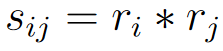 s_{ij} = r_i * r_j